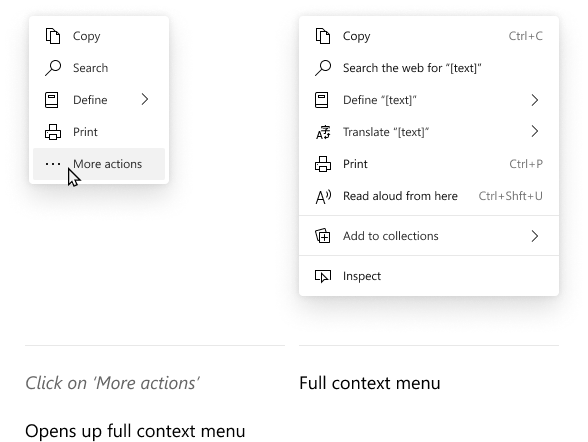 Copy
Search
Define
Print
More actions
Copy Ctrl+C
Search the web for “[text]”
Define “[text]”
Translate “[text]”
Print Ctrl+P
Read aloud from here Ctrl+Shft+U
Add to collections
Inspect
Click on ‘More actions’
Opens up full context menu
Full context menu